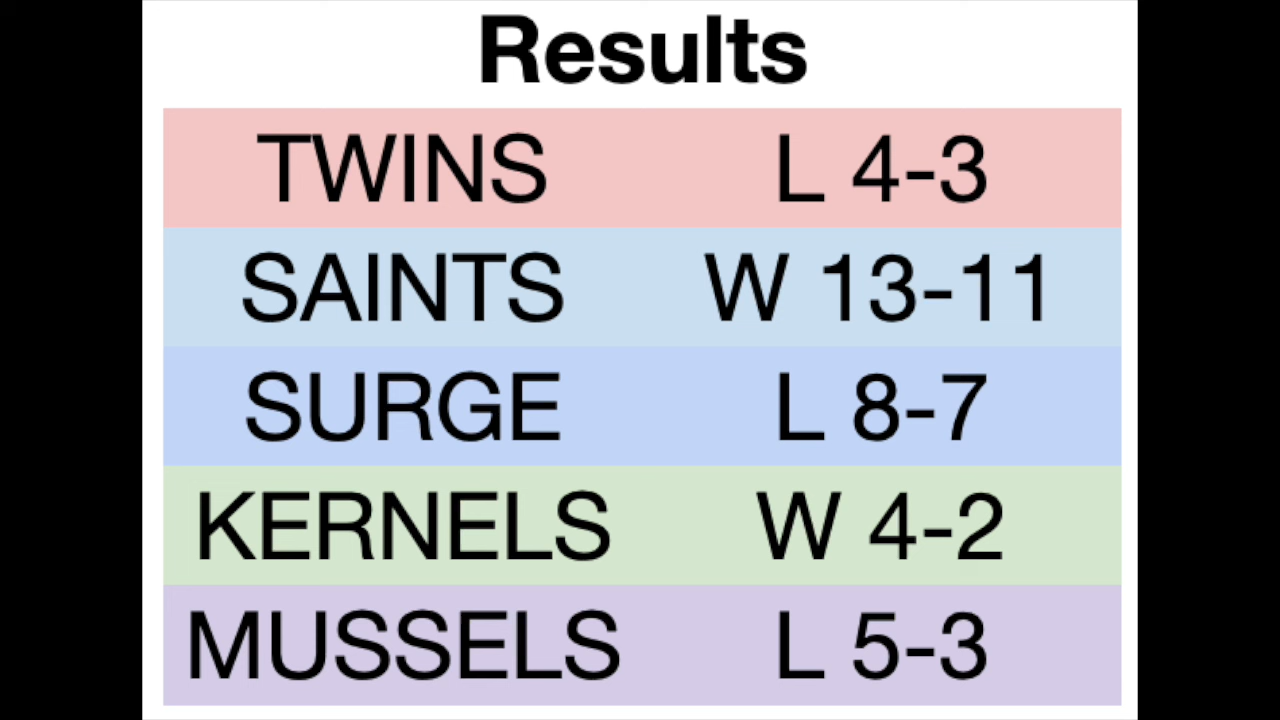 Results
TWINS L 4-3
SAINTS W 13-11
SURGE L 8-7
KERNELS W 4-2
MUSSELS L 5-3